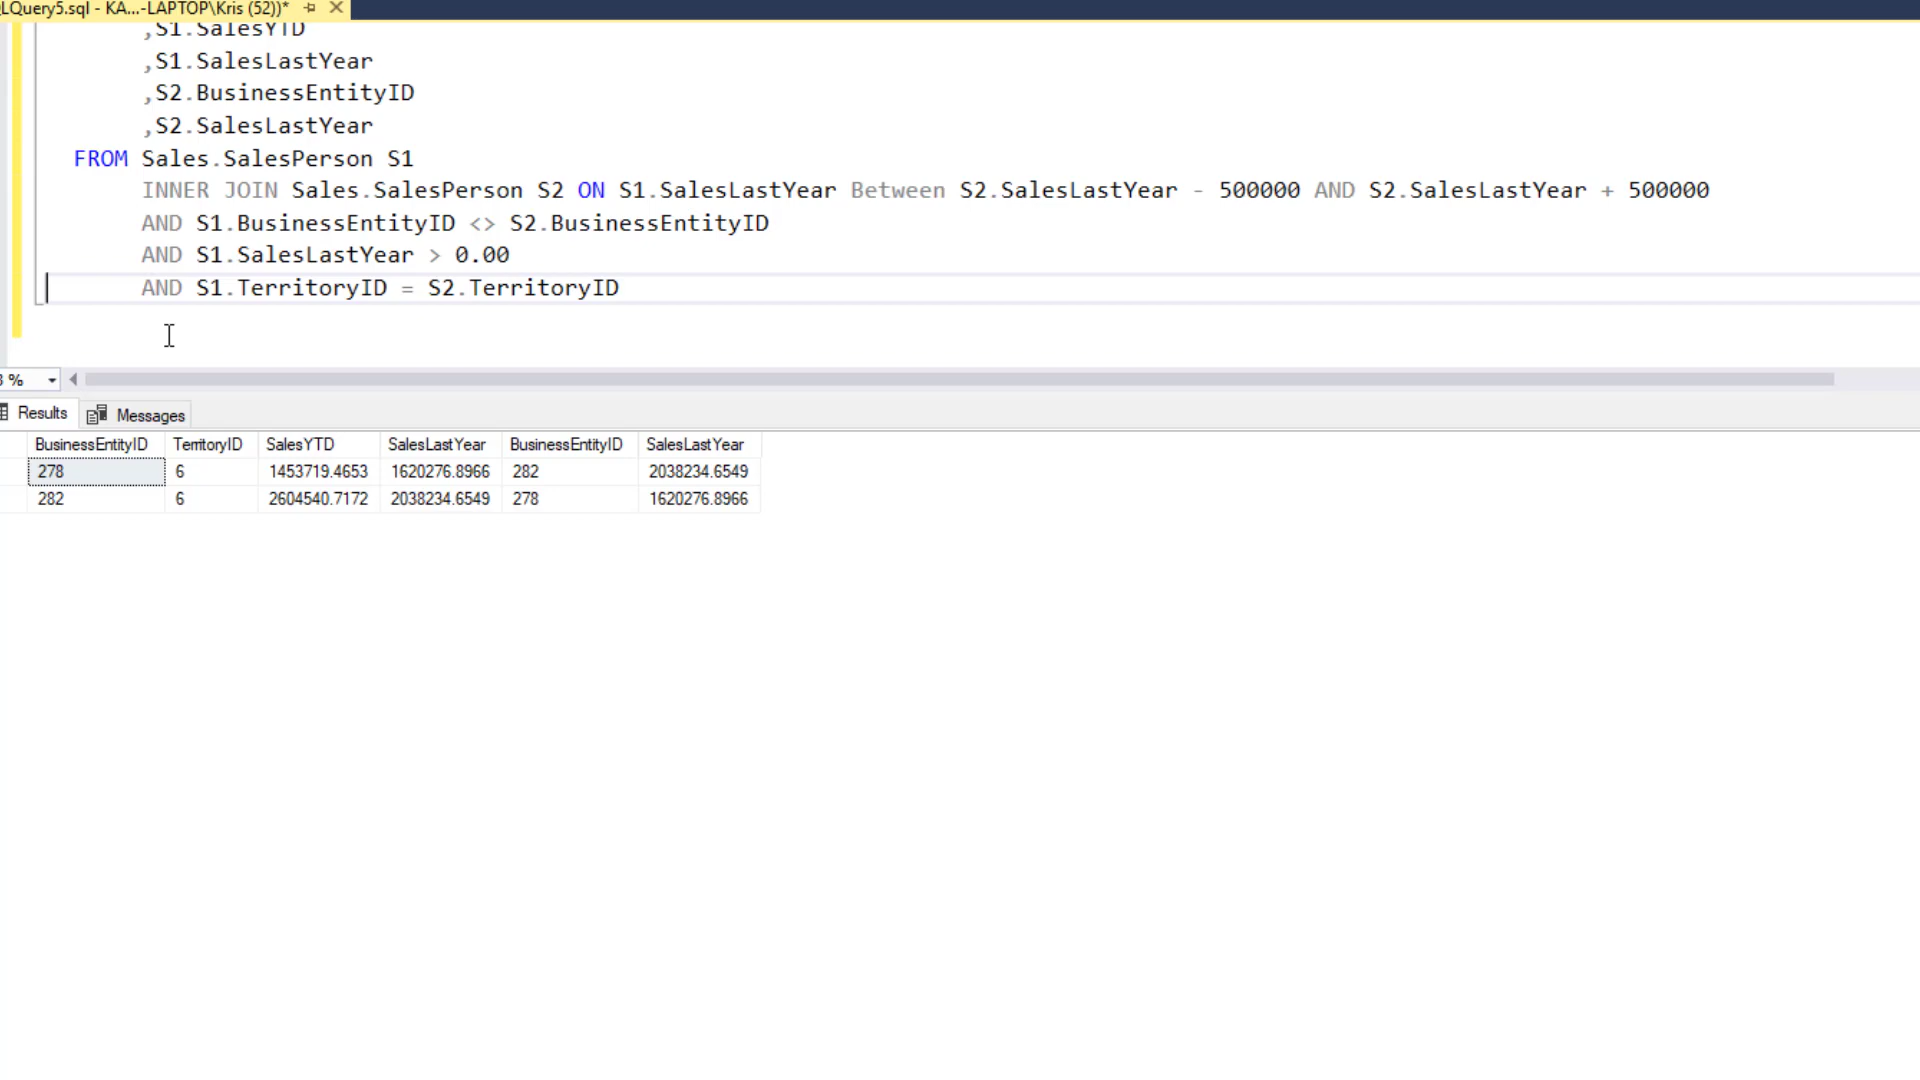 LQuery5.sql - KA...-LAPTOP\Kris (52))*
,S1.SalesYTD
,S1.SalesLastYear
,S2.BusinessEntityID
,S2.SalesLastYear
FROM Sales.SalesPerson S1
INNER JOIN Sales.SalesPerson S2 ON S1.SalesLastYear Between S2.SalesLastYear - 500000 AND S2.SalesLastYear + 500000
AND S1.BusinessEntityID <> S2.BusinessEntityID
AND S1.SalesLastYear > 0.00
AND S1.TerritoryID = S2.TerritoryID
%
Results Messages
BusinessEntityID TerritoryID SalesYTD SalesLastYear BusinessEntityID SalesLastYear
278 6 1453719.4653 1620276.8966 282 2038234.6549
282 6 2604540.7172 2038234.6549 278 1620276.8966